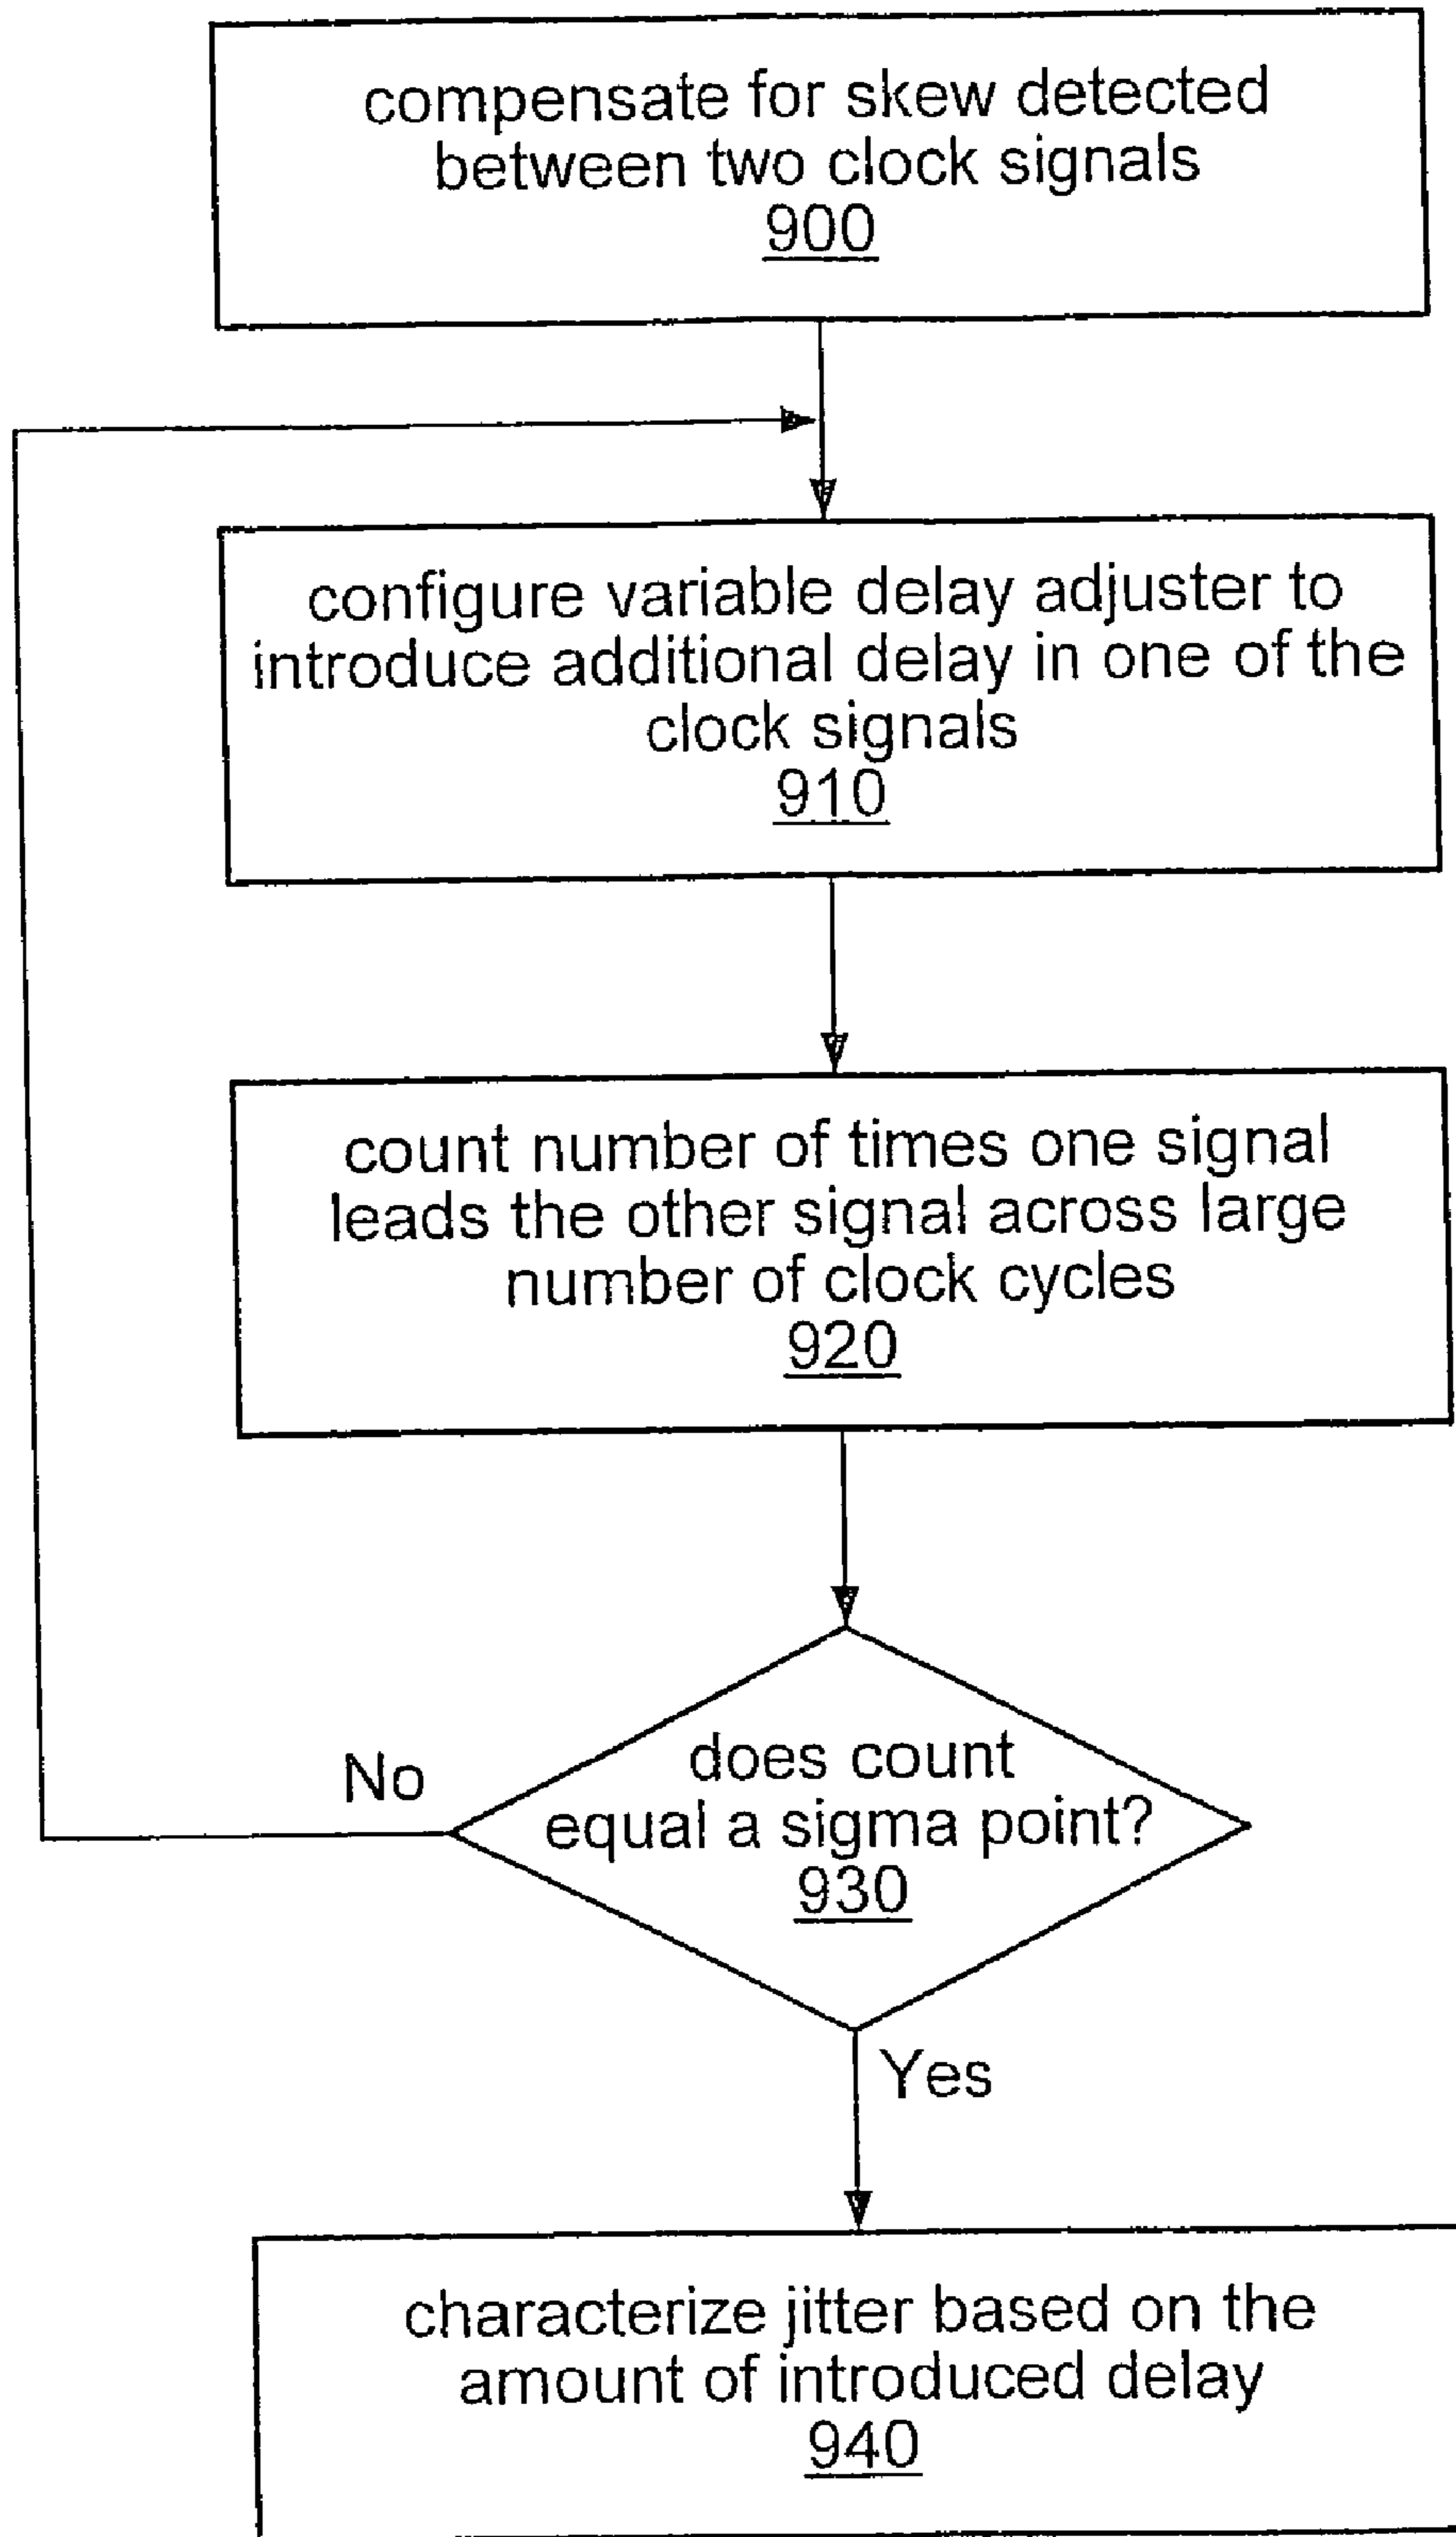 compensate for skew detected
between two clock signals
900
configure variable delay adjuster to
introduce additional delay in one of the
clock signals
910
count number of times one signal
leads the other signal across large
number of clock cycles
920
does count
equal a sigma point?
930
No
Yes
characterize jitter based on the
amount of introduced delay
940